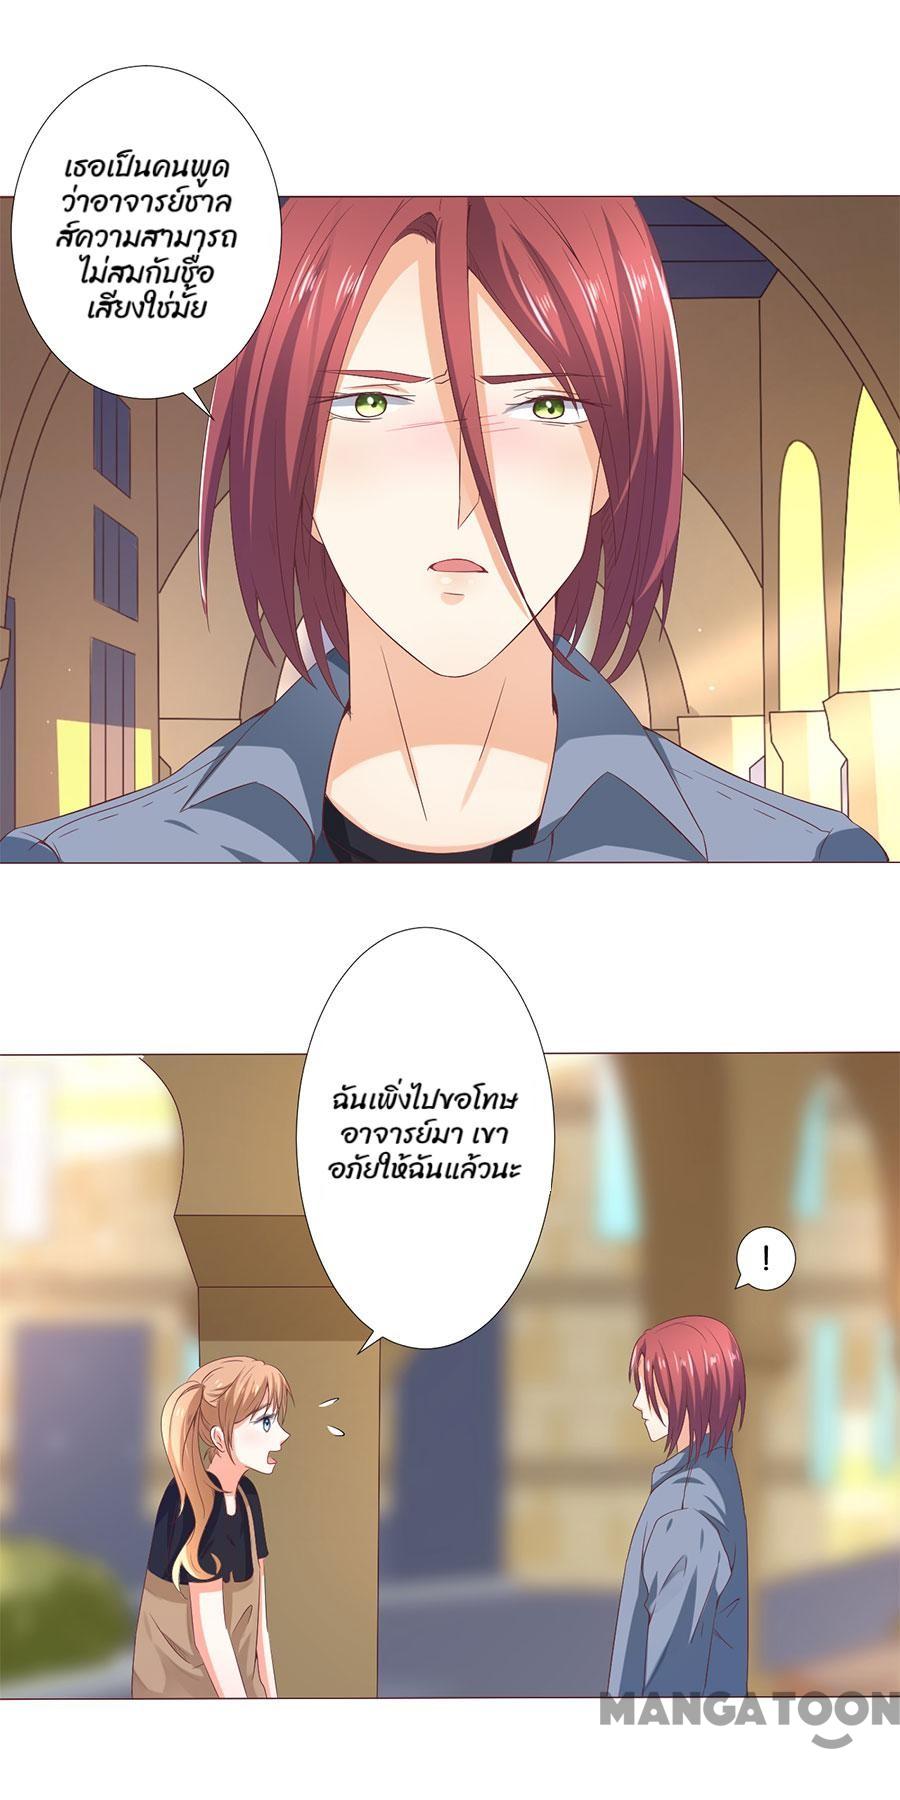 เธอเป็นคนพูด
ว่าอาจารย์ชาล
ส์ความสามารถ
ไม่สมกับชื่อ
เสียงใช่มั้ย
ฉันเพิ่งไปขอโทษ
อาจารย์มา เขา
อภัยให้ฉันแล้วนะ
!
MANGATOON